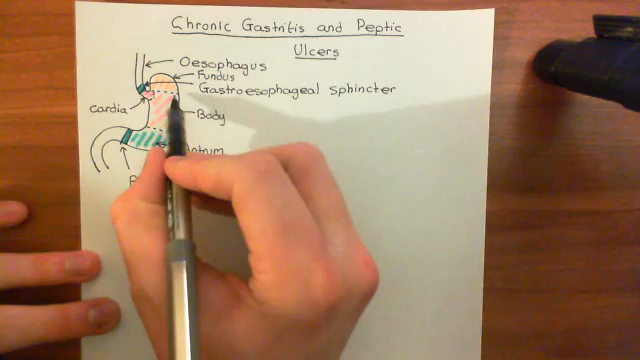 Chronic Gastritis and Peptic
Ulcers
Oesophagus
Fundus
Gastroesophageal sphincter
cardia
Body